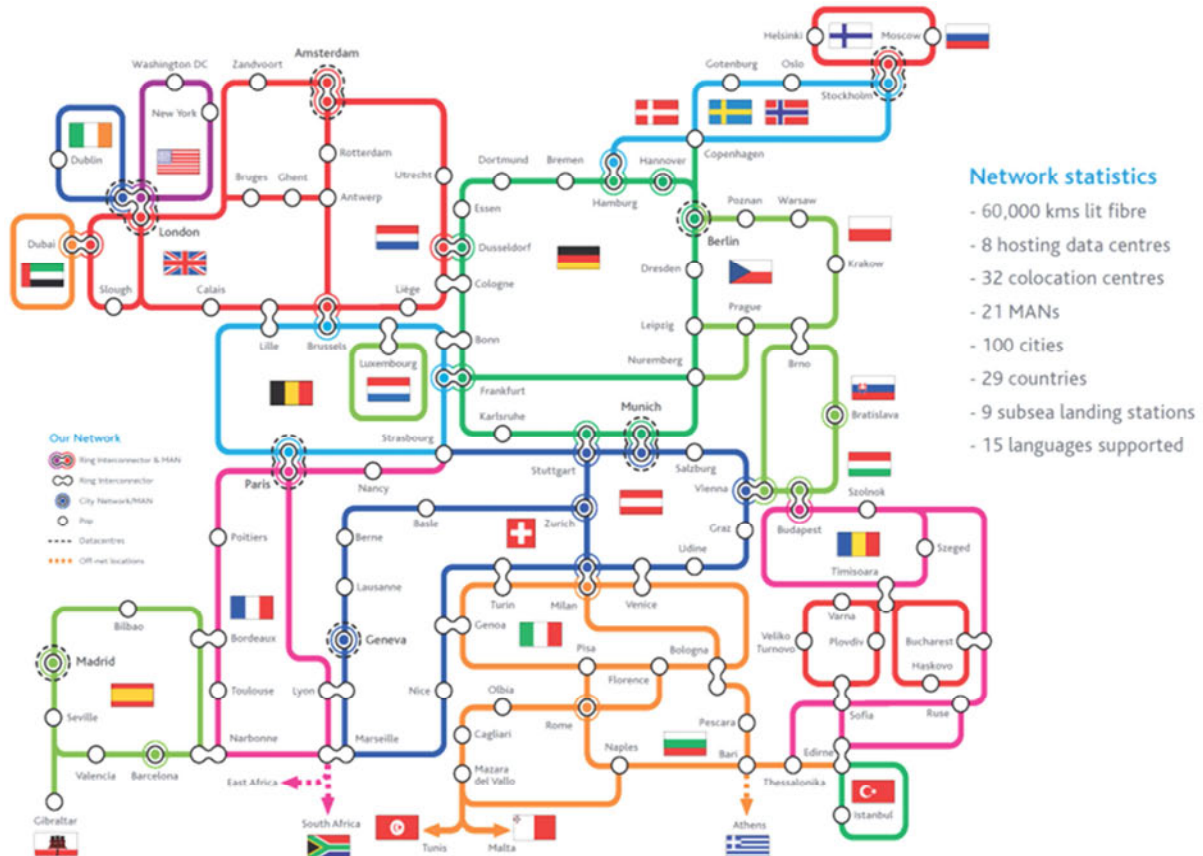 Helsinki
Moscow
Amsterdam
Washington DC
Zandvoort
Gotenburg
Oslo
Stockholm
New York
Dublin
Rotterdam
Copenhagen
Dortmund
Bremen
Hannover
Utrecht
Bruges
Ghent
Antwerp
Hamburg
Essen
Poznan
Warsaw
London
Berlin
Dubai
Dusseldorf
Krakow
Dresden
Slough
Calais
Liège
Cologne
Prague
Leipzig
Lille
Brussels
Bonn
Luxembourg
Nuremberg
Brno
Frankfurt
Karlsruhe
Munich
Bratislava
Our Network
Ring Interconnector & MAN
Ring Interconnector
City Network/MAN
Pop
Datacentres
Off-net locations
Strasbourg
Stuttgart
Salzburg
Paris
Nancy
Vienna
Szolnok
Basle
Zurich
Graz
Budapest
Poitiers
Berne
Udine
Szeged
Timisoara
Lausanne
Turin
Milan
Venice
Bilbao
Varna
Bordeaux
Geneva
Genoa
Veliko
Turnovo
Plovdiv
Bucharest
Madrid
Pisa
Bologna
Haskovo
Florence
Toulouse
Lyon
Nice
Olbia
Seville
Rome
Sofia
Ruse
Pescara
Cagliari
Narbonne
Marseille
Naples
Bari
Edirne
Valencia
Barcelona
Mazara
del Vallo
Thessalonika
East Africa
Gibraltar
South Africa
Tunis
Malta
Athens
Istanbul
Network statistics
- 60,000 kms lit fibre
- 8 hosting data centres
- 32 colocation centres
- 21 MANs
- 100 cities
- 29 countries
- 9 subsea landing stations
- 15 languages supported